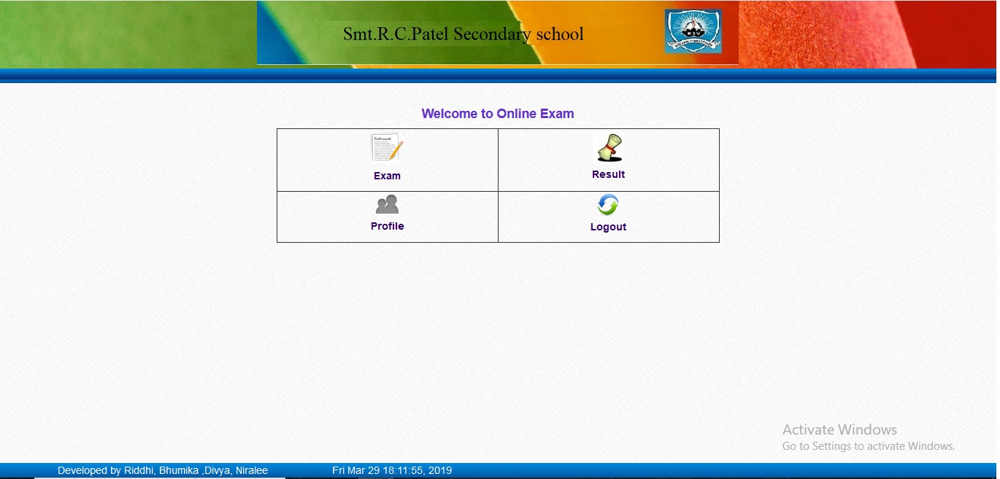 Smt.R.C.Patel Secondary school
Welcome to Online Exam
Exam
Result
Profile
Logout
Activate Windows
Go to Settings to activate Windows.
Developed by Riddhi, Bhumika ,Divya, Niralee
Fri Mar 29 18:11:55, 2019